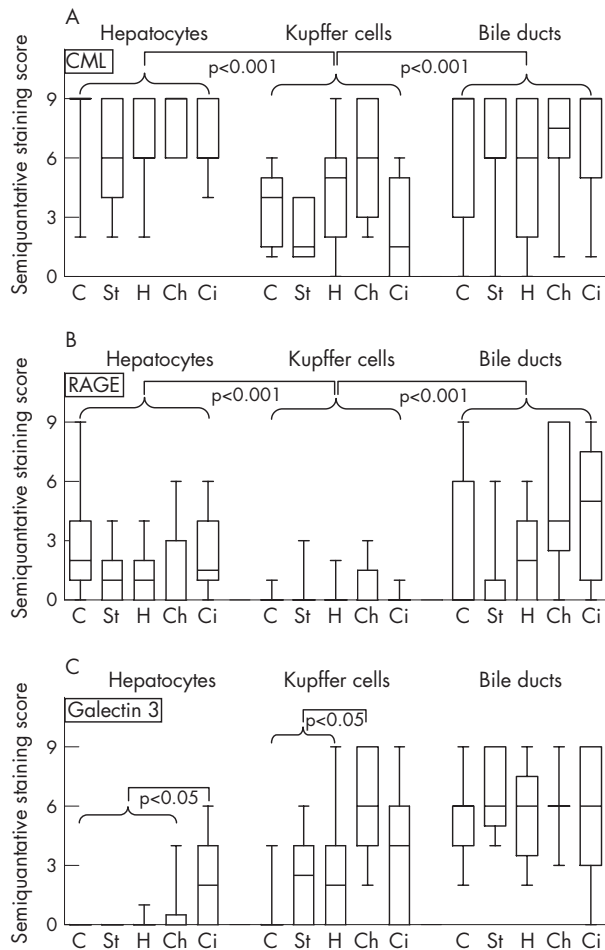 A
Hepatocytes Kupffer cells Bile ducts
CML
p<0.001 p<0.001
Semiquantative staining score
9
6
3
0
C St H Ch Ci C St H Ch Ci C St H Ch Ci
B
Hepatocytes Kupffer cells Bile ducts
RAGE
p<0.001 p<0.001
Semiquantative staining score
9
6
3
0
C St H Ch Ci C St H Ch Ci C St H Ch Ci
C
Hepatocytes Kupffer cells Bile ducts
Galectin 3
p<0.05
p<0.05
Semiquantative staining score
9
6
3
0
C St H Ch Ci C St H Ch Ci C St H Ch Ci